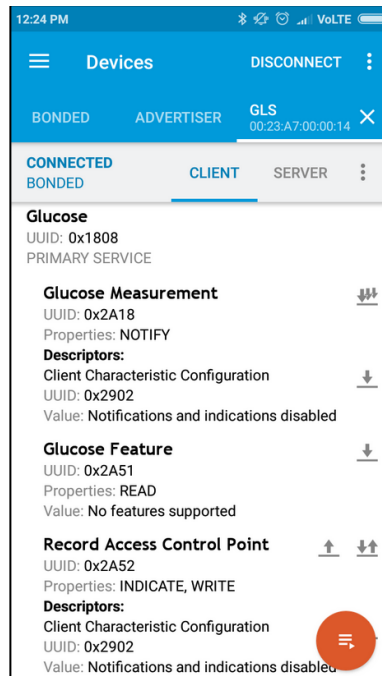 12:24 PM VoLTE
Devices DISCONNECT
BONDED ADVERTISER GLS
00:23:A7:00:00:14
CONNECTED
BONDED CLIENT SERVER
Glucose
UUID: 0x1808
PRIMARY SERVICE
Glucose Measurement
UUID: 0x2A18
Properties: NOTIFY
Descriptors:
Client Characteristic Configuration
UUID: 0x2902
Value: Notifications and indications disabled
Glucose Feature
UUID: 0x2A51
Properties: READ
Value: No features supported
Record Access Control Point
UUID: 0x2A52
Properties: INDICATE, WRITE
Descriptors:
Client Characteristic Configuration
UUID: 0x2902
Value: Notifications and indications disabled